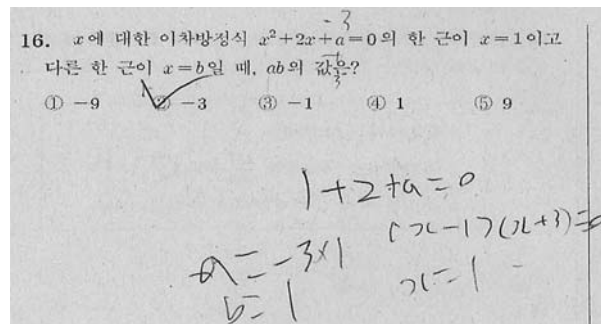 -3
16. x에 대한 이차방정식 x²+2x+a=0의 한 근이 x=1이고
다른 한 근이 x=b일 때, ab의 값은?
① -9 ② -3 ③ -1 ④ 1 ⑤ 9
1+2+a=0
(x-1)(x+3)=0
a=-3×1
x=1
b=1